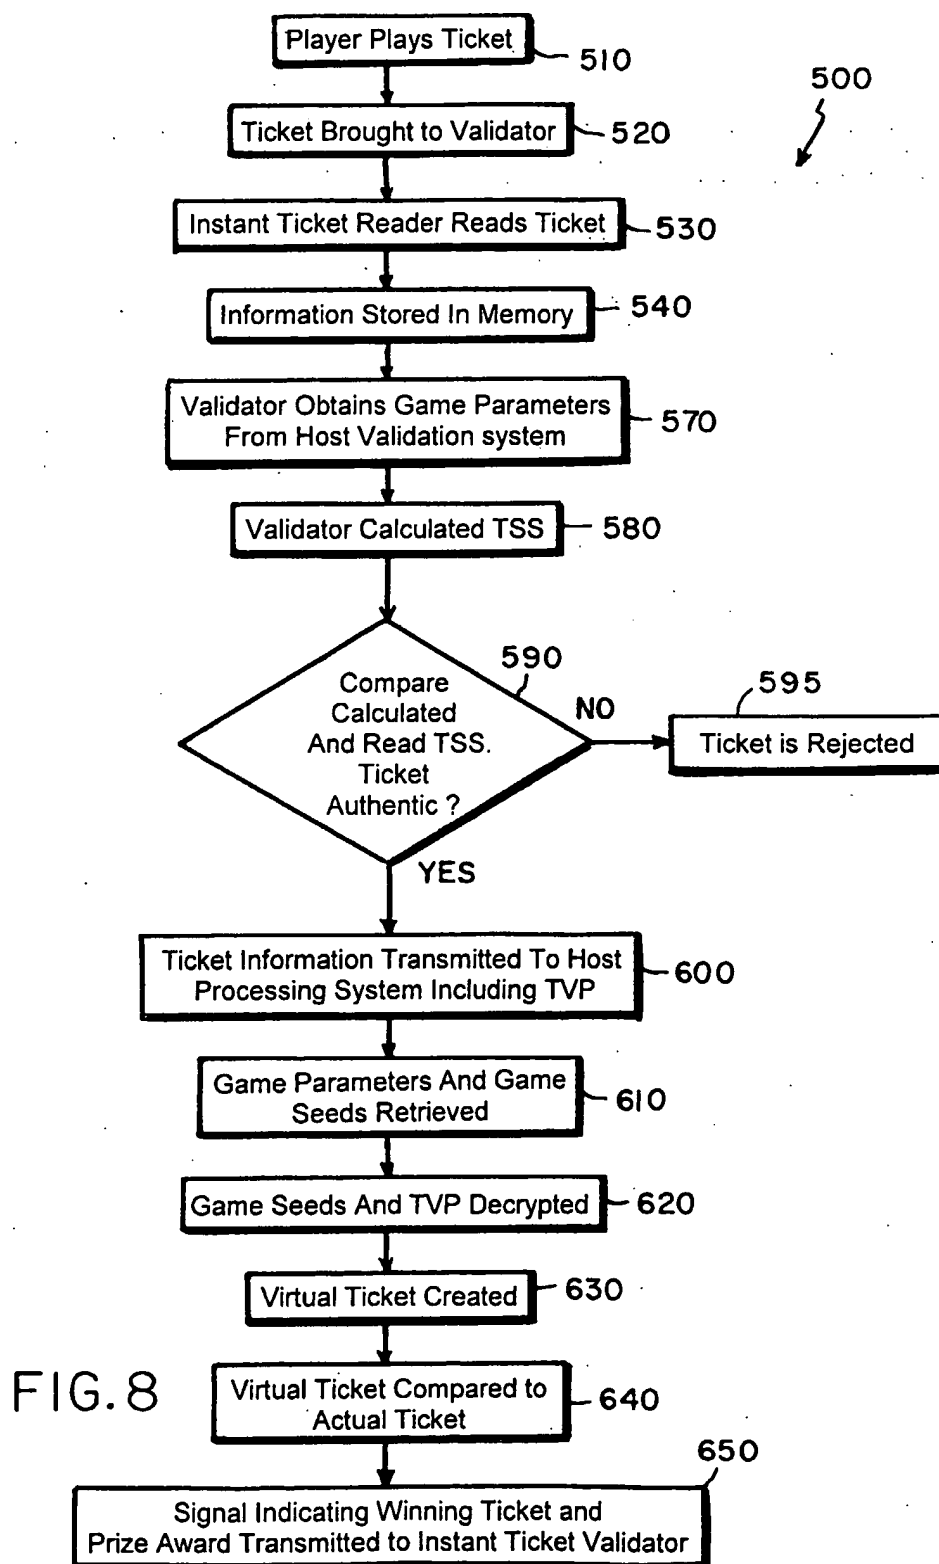 Player Plays Ticket
510
500
Ticket Brought to Validator
520
Instant Ticket Reader Reads Ticket
530
Information Stored In Memory
540
Validator Obtains Game Parameters
From Host Validation system
570
Validator Calculated TSS
580
590
Compare
Calculated
And Read TSS.
Ticket
Authentic ?
NO
595
Ticket is Rejected
YES
Ticket Information Transmitted To Host
Processing System Including TVP
600
Game Parameters And Game
Seeds Retrieved
610
Game Seeds And TVP Decrypted
620
Virtual Ticket Created
630
FIG. 8
Virtual Ticket Compared to
Actual Ticket
640
650
Signal Indicating Winning Ticket and
Prize Award Transmitted to Instant Ticket Validator